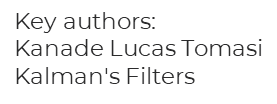 Key authors:
Kanade Lucas Tomasi
Kalman's Filters